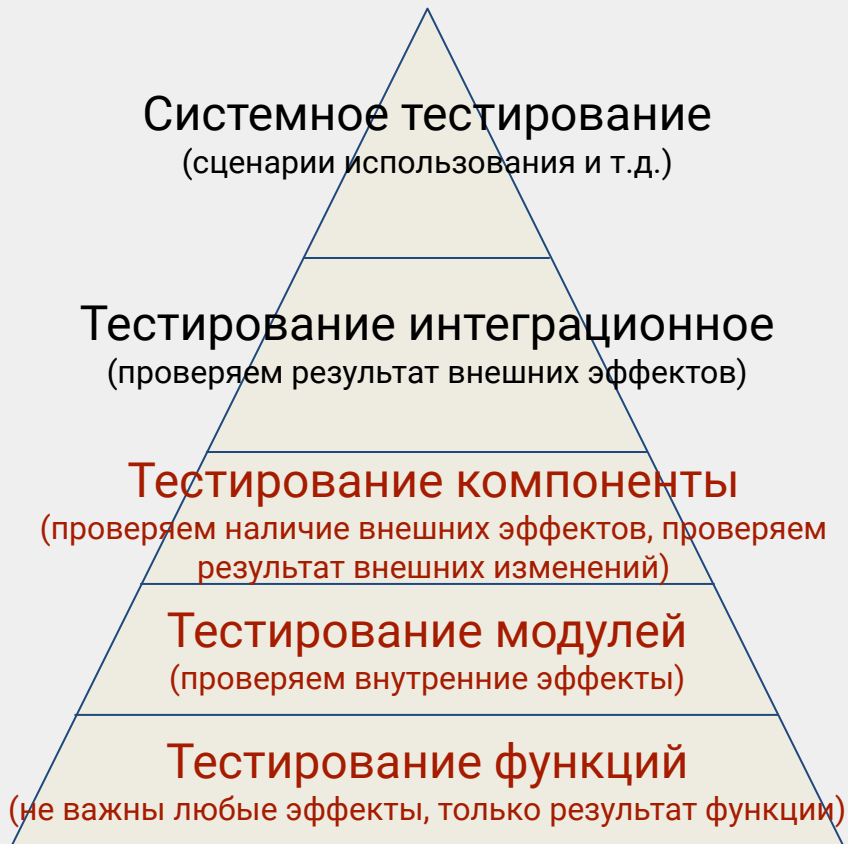 Системное тестирование
(сценарии использования и т.д.)
Тестирование интеграционное
(проверяем результат внешних эффектов)
Тестирование компоненты
(проверяем наличие внешних эффектов, проверяем
результат внешних изменений)
Тестирование модулей
(проверяем внутренние эффекты)
Тестирование функций
(не важны любые эффекты, только результат функции)